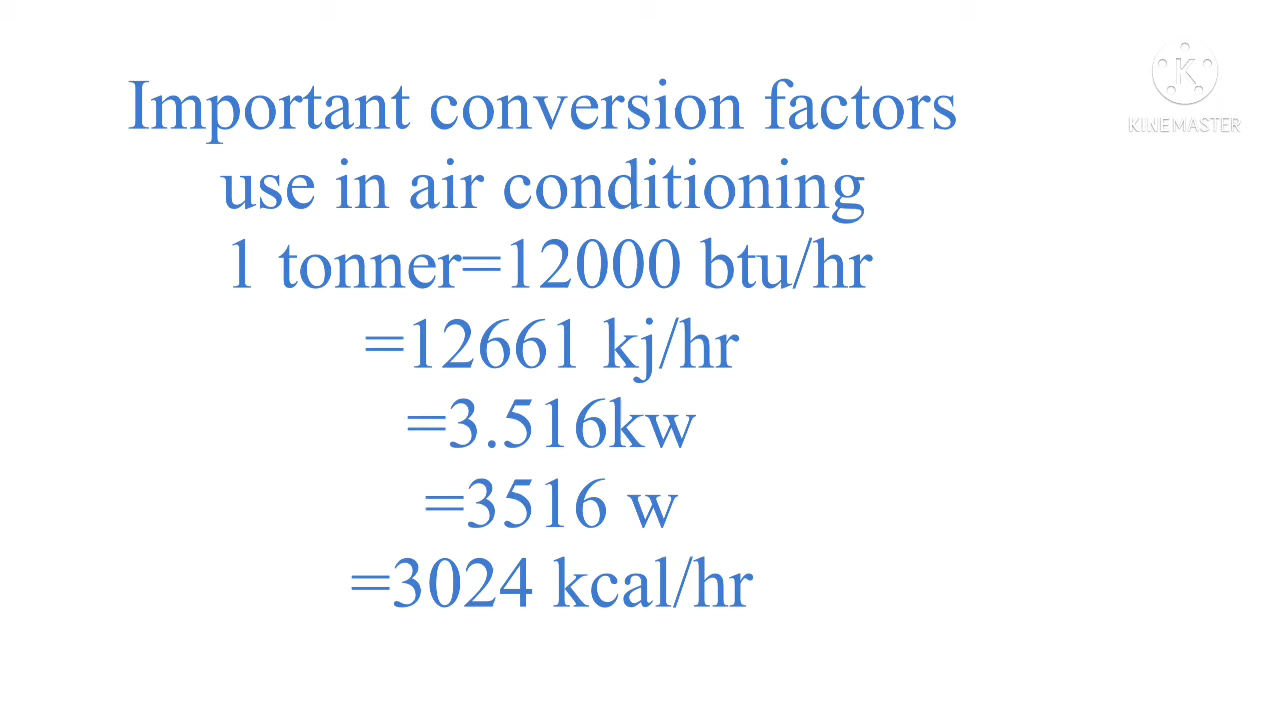 Important conversion factors
use in air conditioning
1 tonner=12000 btu/hr
=12661 kj/hr
=3.516kw
=3516 w
=3024 kcal/hr
K
KINEMASTER